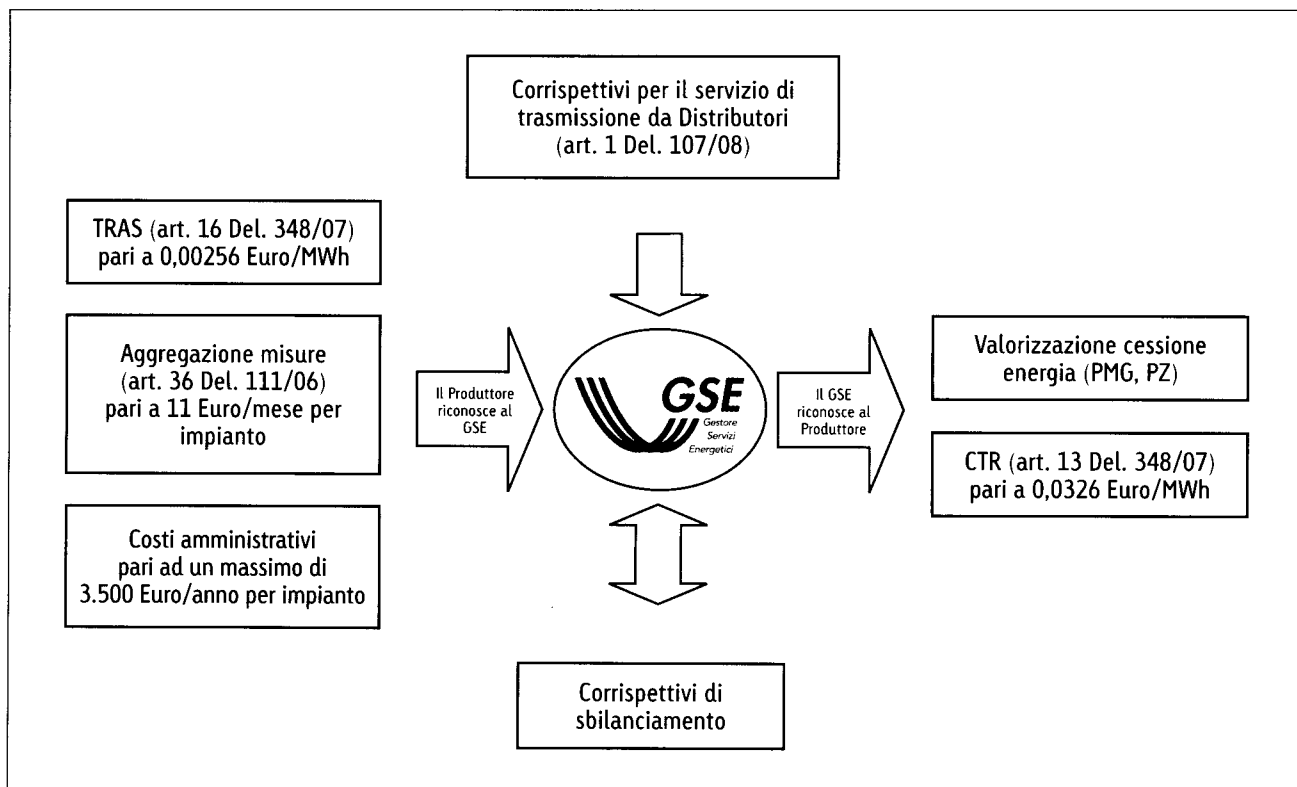 Corrispettivi per il servizio di
trasmissione da Distributori
(art. 1 Del. 107/08)
TRAS (art. 16 Del. 348/07)
pari a 0,00256 Euro/MWh
Aggregazione misure
(art. 36 Del. 111/06)
pari a 11 Euro/mese per
impianto
Costi amministrativi
pari ad un massimo di
3.500 Euro/anno per impianto
Il Produttore
riconosce al
GSE
GSE
Gestore
Servizi
Energetici
Il GSE
riconosce al
Produttore
Valorizzazione cessione
energia (PMG, PZ)
CTR (art. 13 Del. 348/07)
pari a 0,0326 Euro/MWh
Corrispettivi di
sbilanciamento